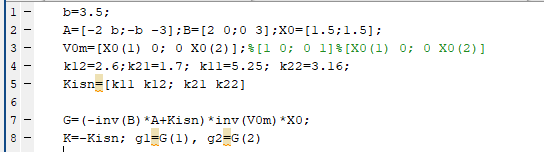 1 – b=3.5;
2 – A=[-2 b;-b -3];B=[2 0;0 3];X0=[1.5;1.5];
3 – V0m=[X0(1) 0; 0 X0(2)];%[1 0; 0 1]%[X0(1) 0; 0 X0(2)]
4 – k12=2.6;k21=1.7; k11=5.25; k22=3.16;
5 – Kisn=[k11 k12; k21 k22]
6
7 – G=(-inv(B)*A+Kisn)*inv(V0m)*X0;
8 – K=-Kisn; g1=G(1), g2=G(2)